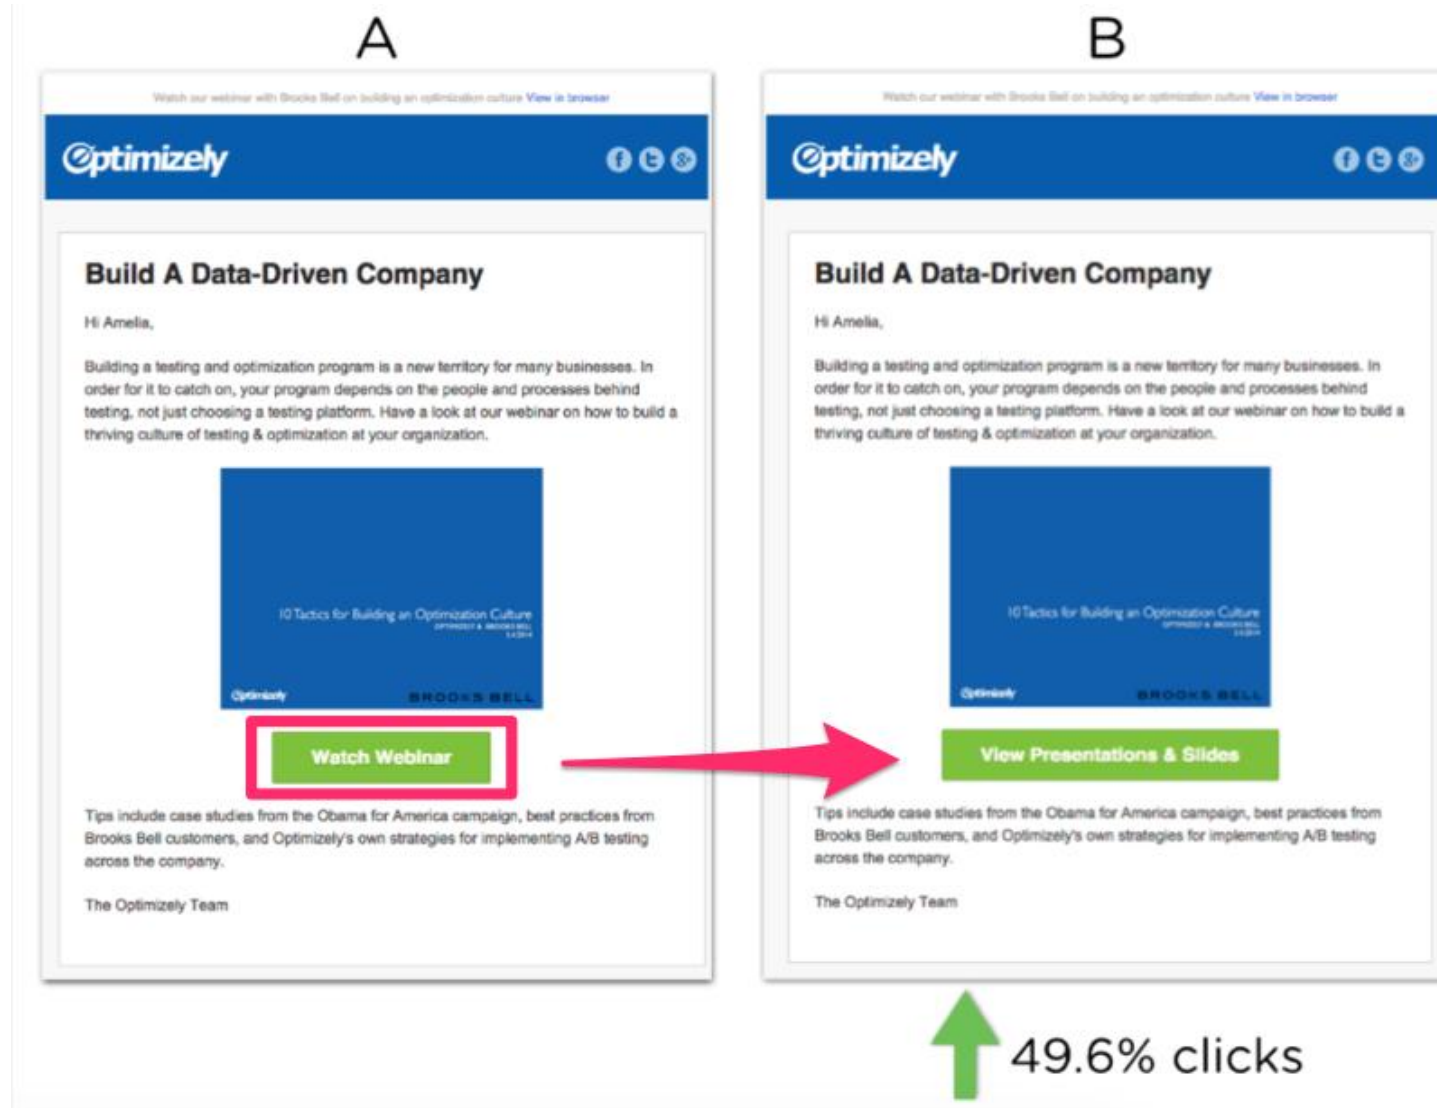 A
Watch our webinar with Brooks Bell on building an optimization culture View in browser
Optimizely
Build A Data-Driven Company
Hi Amelia,
Building a testing and optimization program is a new territory for many businesses. In
order for it to catch on, your program depends on the people and processes behind
testing, not just choosing a testing platform. Have a look at our webinar on how to build a
thriving culture of testing & optimization at your organization.
10 Tactics for Building an Optimization Culture
OPTIMIZELY & BROOKS BELL
Optimizely
BROOKS BELL
Watch Webinar
Tips include case studies from the Obama for America campaign, best practices from
Brooks Bell customers, and Optimizely's own strategies for implementing A/B testing
across the company.
The Optimizely Team
B
Watch our webinar with Brooks Bell on building an optimization culture View in browser
Optimizely
Build A Data-Driven Company
Hi Amelia,
Building a testing and optimization program is a new territory for many businesses. In
order for it to catch on, your program depends on the people and processes behind
testing, not just choosing a testing platform. Have a look at our webinar on how to build a
thriving culture of testing & optimization at your organization.
10 Tactics for Building an Optimization Culture
OPTIMIZELY & BROOKS BELL
Optimizely
BROOKS BELL
View Presentations & Slides
Tips include case studies from the Obama for America campaign, best practices from
Brooks Bell customers, and Optimizely's own strategies for implementing A/B testing
across the company.
The Optimizely Team
49.6% clicks